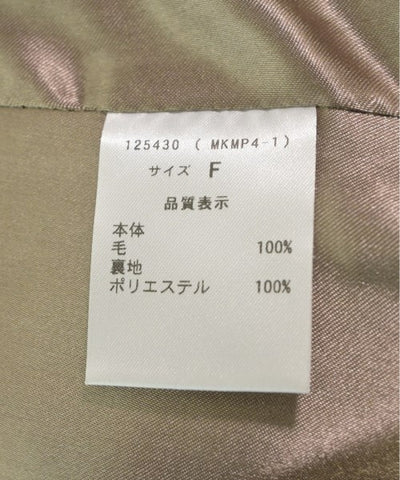 125430 ( MKMP4-1)
サイズ F
品質表示
本体
毛 100%
裏地
ポリエステル 100%